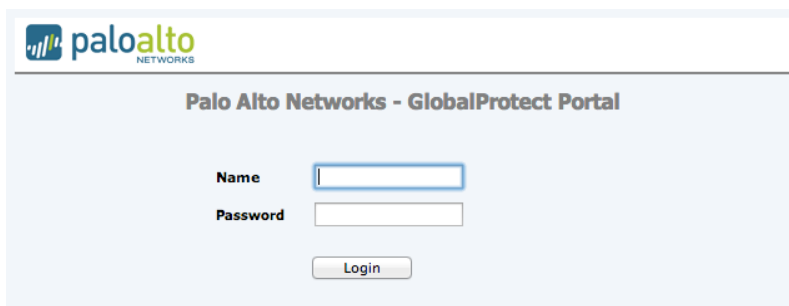 paloalto
NETWORKS
Palo Alto Networks - GlobalProtect Portal
Name
Password
Login